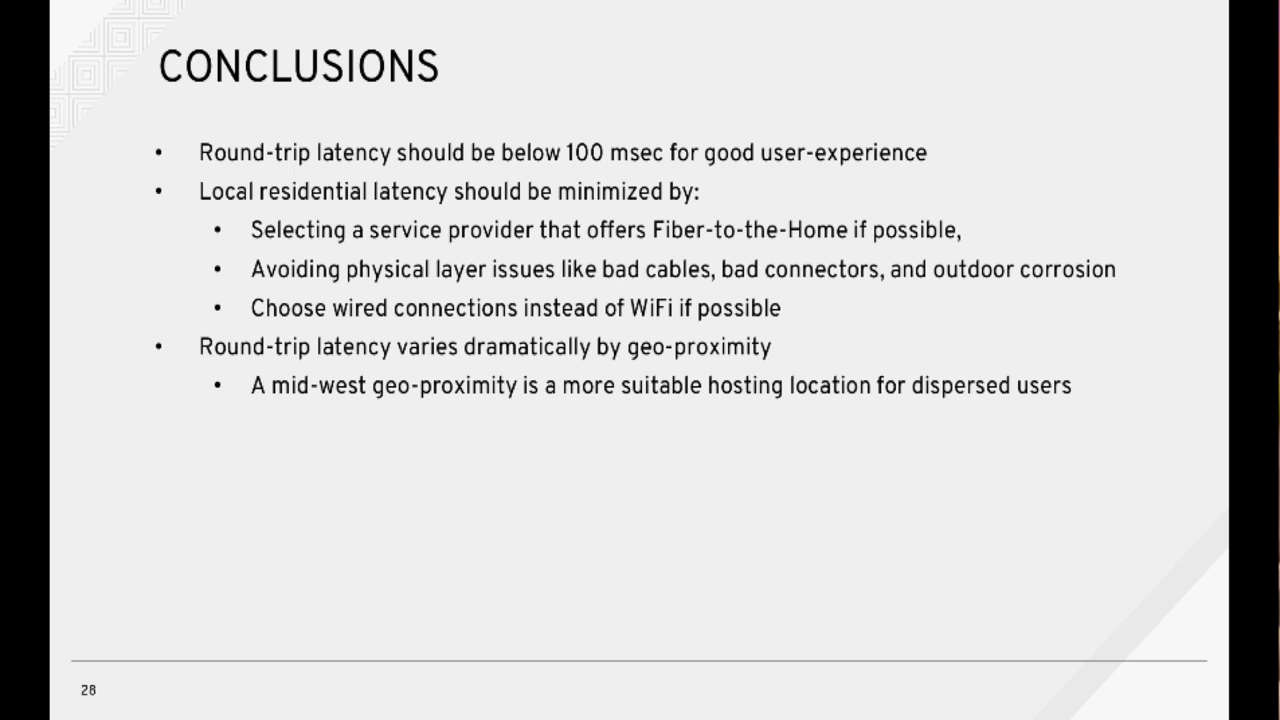 CONCLUSIONS
• Round-trip latency should be below 100 msec for good user-experience
• Local residential latency should be minimized by:
• Selecting a service provider that offers Fiber-to-the-Home if possible,
• Avoiding physical layer issues like bad cables, bad connectors, and outdoor corrosion
• Choose wired connections instead of WiFi if possible
• Round-trip latency varies dramatically by geo-proximity
• A mid-west geo-proximity is a more suitable hosting location for dispersed users
28